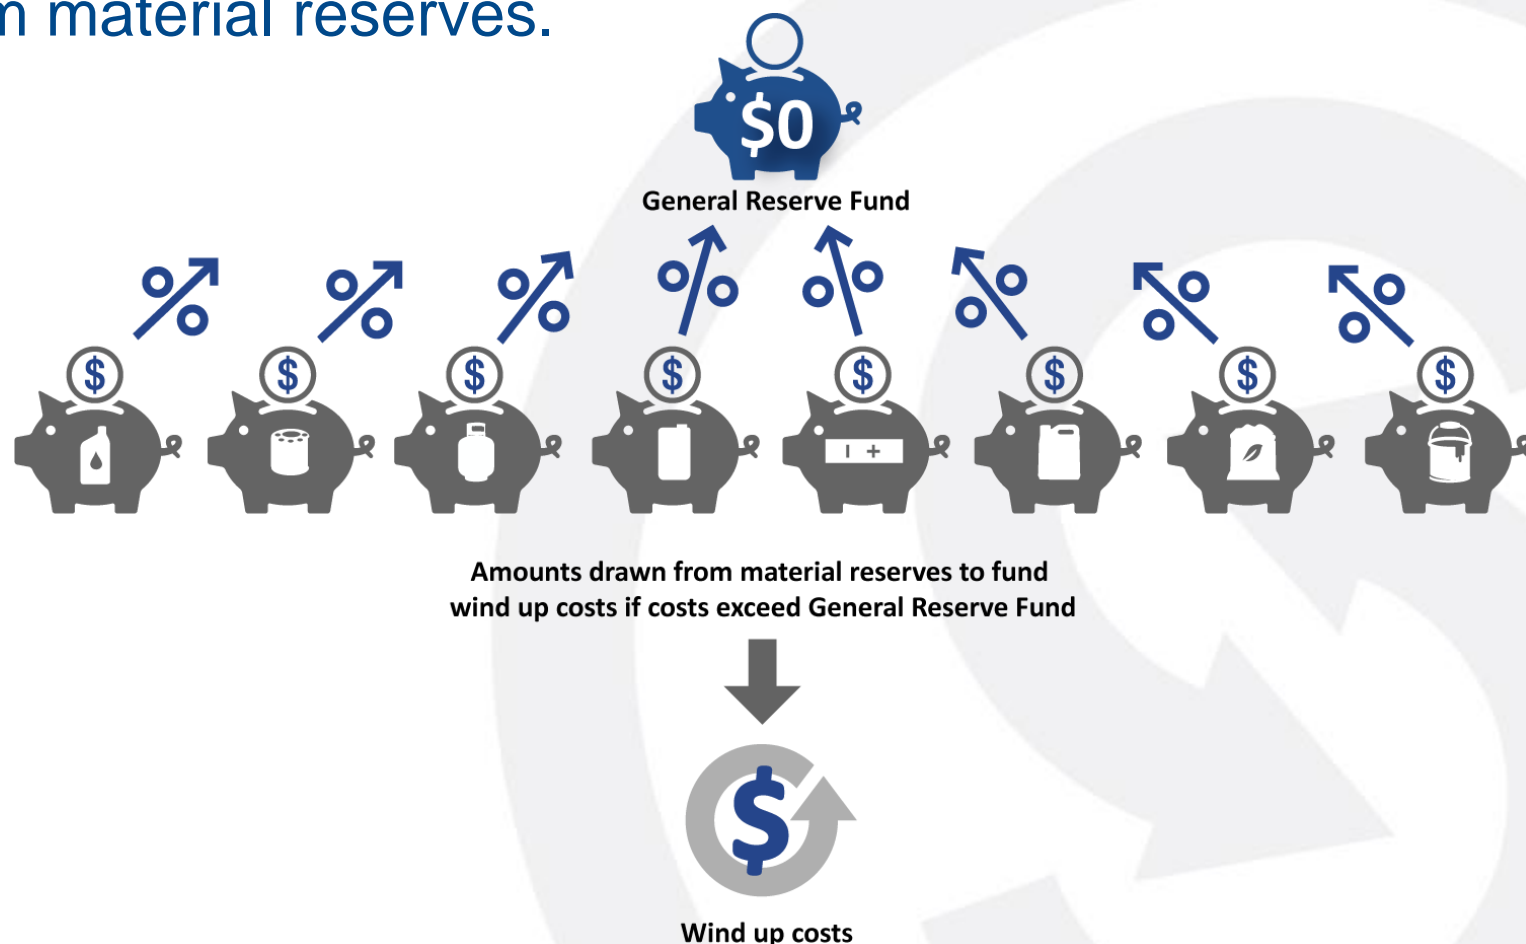 material reserves.
$0
General Reserve Fund
$ $ $ $ $ $ $ $
Amounts drawn from material reserves to fund
wind up costs if costs exceed General Reserve Fund
$
Wind up costs